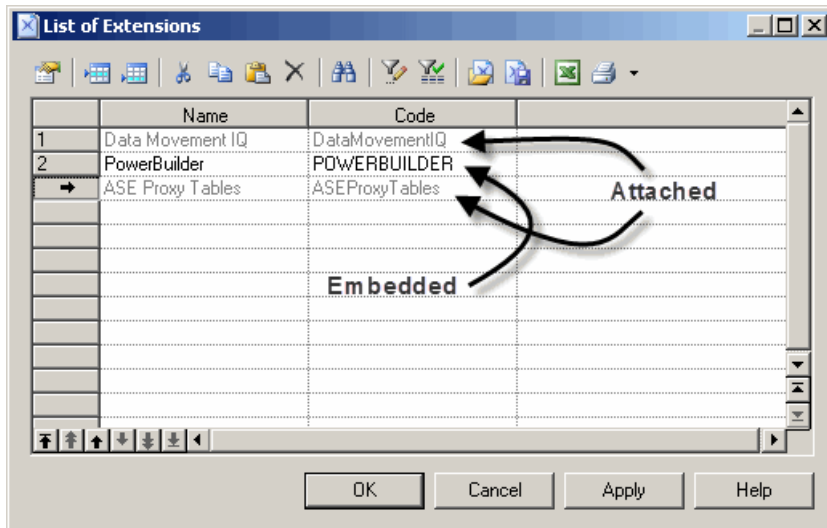 List of Extensions
Name Code
1 Data Movement IQ DataMovementIQ
2 PowerBuilder POWERBUILDER
ASE Proxy Tables ASEProxyTables
Attached
Embedded
OK Cancel Apply Help